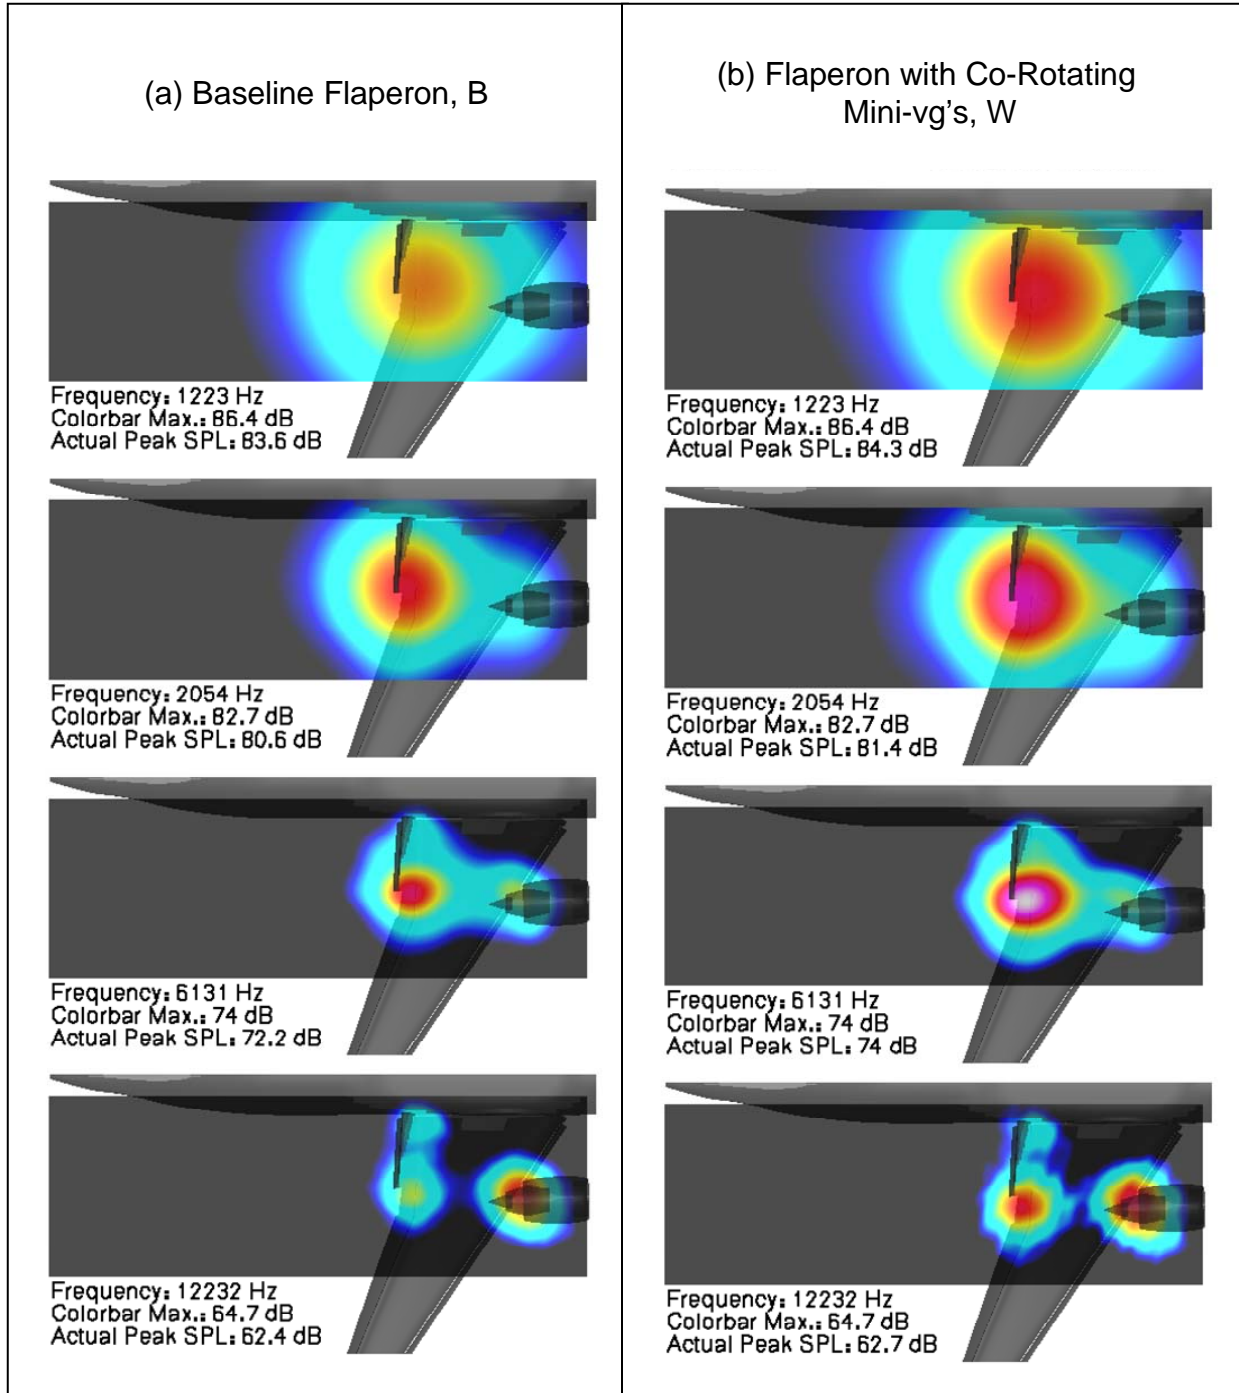 (a) Baseline Flaperon, B
Frequency: 1223 Hz
Colorbar Max.: 86.4 dB
Actual Peak SPL: 83.6 dB
Frequency: 2054 Hz
Colorbar Max.: 82.7 dB
Actual Peak SPL: 80.6 dB
Frequency: 6131 Hz
Colorbar Max.: 74 dB
Actual Peak SPL: 72.2 dB
Frequency: 12232 Hz
Colorbar Max.: 64.7 dB
Actual Peak SPL: 62.4 dB
(b) Flaperon with Co-Rotating
Mini-vg's, W
Frequency: 1223 Hz
Colorbar Max.: 86.4 dB
Actual Peak SPL: 84.3 dB
Frequency: 2054 Hz
Colorbar Max.: 82.7 dB
Actual Peak SPL: 81.4 dB
Frequency: 6131 Hz
Colorbar Max.: 74 dB
Actual Peak SPL: 74 dB
Frequency: 12232 Hz
Colorbar Max.: 64.7 dB
Actual Peak SPL: 62.7 dB